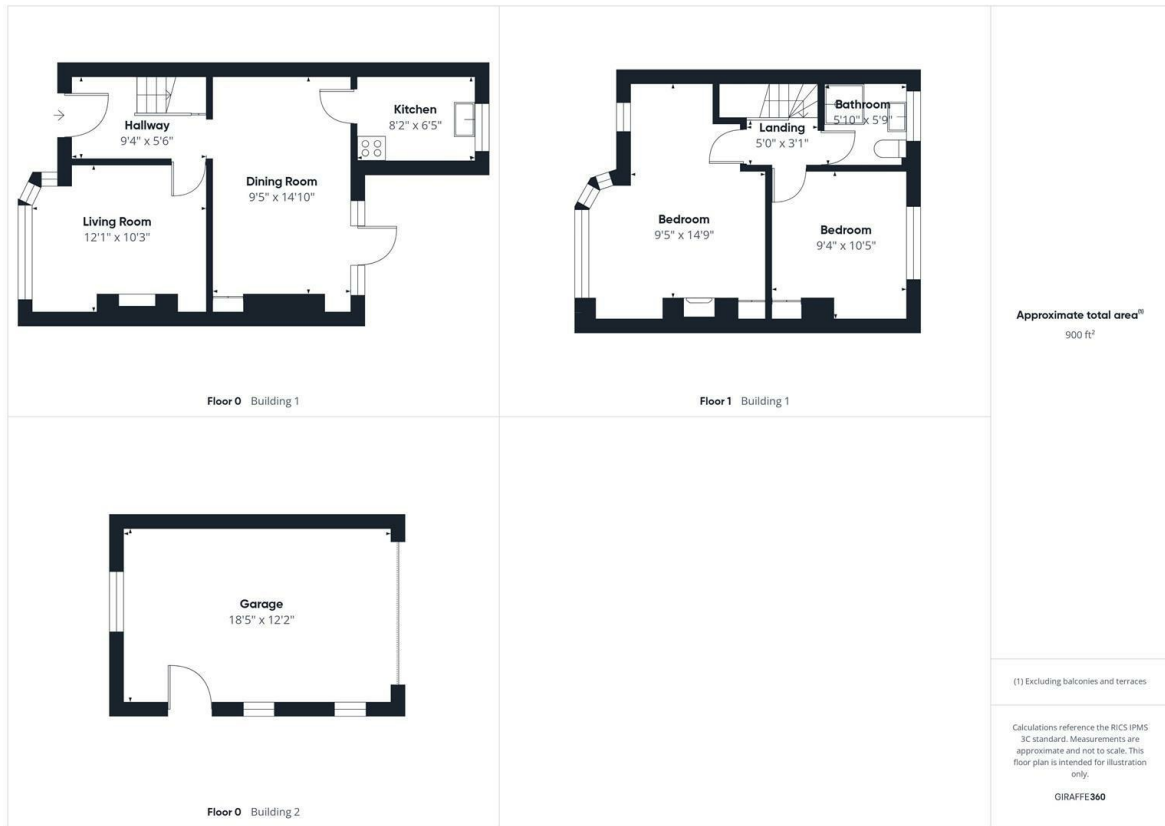 Hallway
9'4" x 5'6"
Kitchen
8'2" x 6'5"
Dining Room
9'5" x 14'10"
Living Room
12'1" x 10'3"
Floor 0 Building 1
Bathroom
5'10" x 5'9"
Landing
5'0" x 3'1"
Bedroom
9'5" x 14'9"
Bedroom
9'4" x 10'5"
Floor 1 Building 1
Garage
18'5" x 12'2"
Floor 0 Building 2
Approximate total area⁽¹⁾
900 ft²
(1) Excluding balconies and terraces
Calculations reference the RICS IPMS
3C standard. Measurements are
approximate and not to scale. This
floor plan is intended for illustration
only.
GIRAFFE360